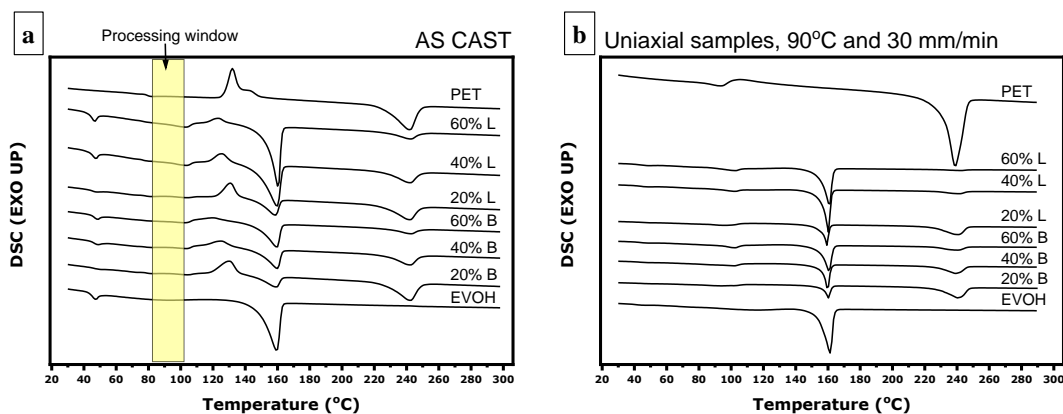 a
Processing window
AS CAST
DSC (EXO UP)
PET
60% L
40% L
20% L
60% B
40% B
20% B
EVOH
20 40 60 80 100 120 140 160 180 200 220 240 260 280 300
Temperature (°C)
b
Uniaxial samples, 90°C and 30 mm/min
DSC (EXO UP)
PET
60% L
40% L
20% L
60% B
40% B
20% B
EVOH
20 40 60 80 100 120 140 160 180 200 220 240 260 280 300
Temperature (°C)